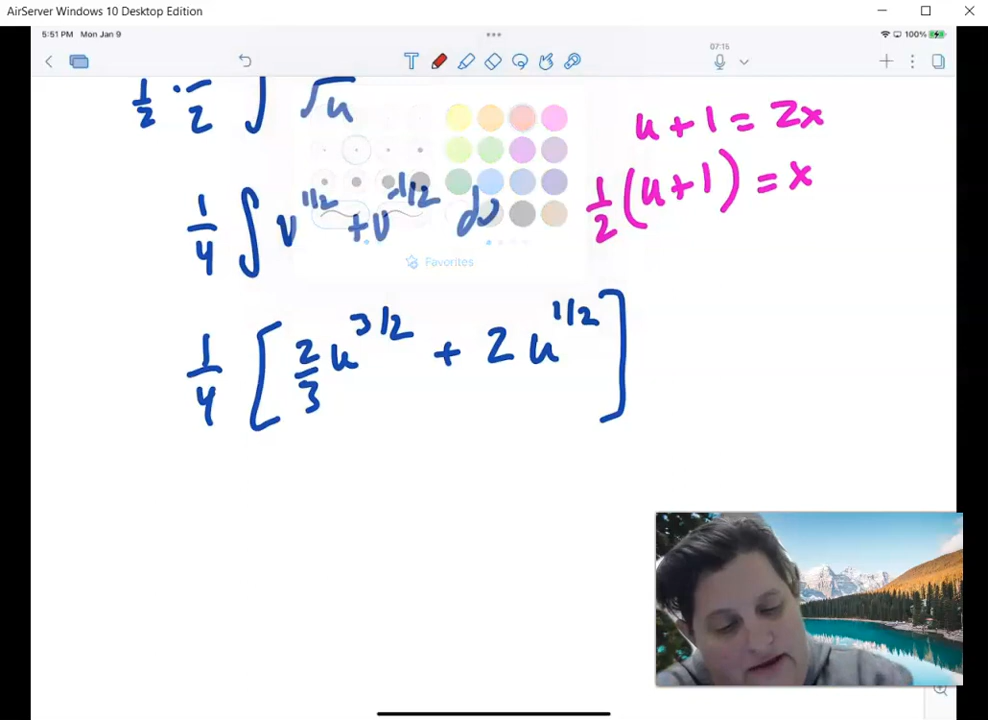 AirServer Windows 10 Desktop Edition
5:51 PM Mon Jan 9
100%
T
07:15
1/2 · 2 ∫ √u
u + 1 = 2x
1/2 (u + 1) = x
1/4 ∫ u^1/2 + u^-1/2 du
Favorites
1/4 [ 2/3 u^3/2 + 2 u^1/2 ]